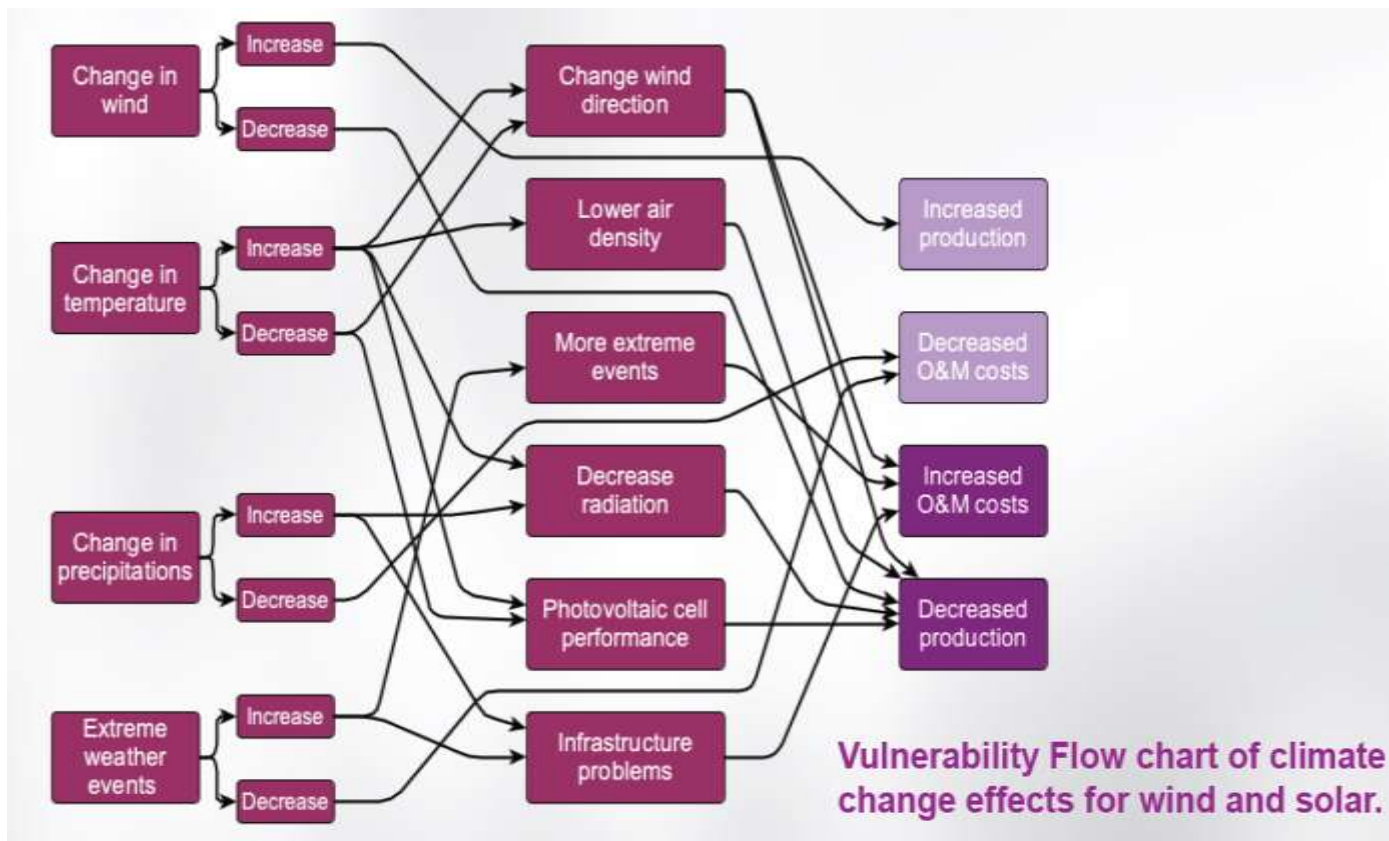 Change in
wind
Increase
Decrease
Change in
temperature
Increase
Decrease
Change in
precipitations
Increase
Decrease
Extreme
weather
events
Increase
Decrease
Change wind
direction
Lower air
density
More extreme
events
Decrease
radiation
Photovoltaic cell
performance
Infrastructure
problems
Increased
production
Decreased
O&M costs
Increased
O&M costs
Decreased
production
Vulnerability Flow chart of climate
change effects for wind and solar.